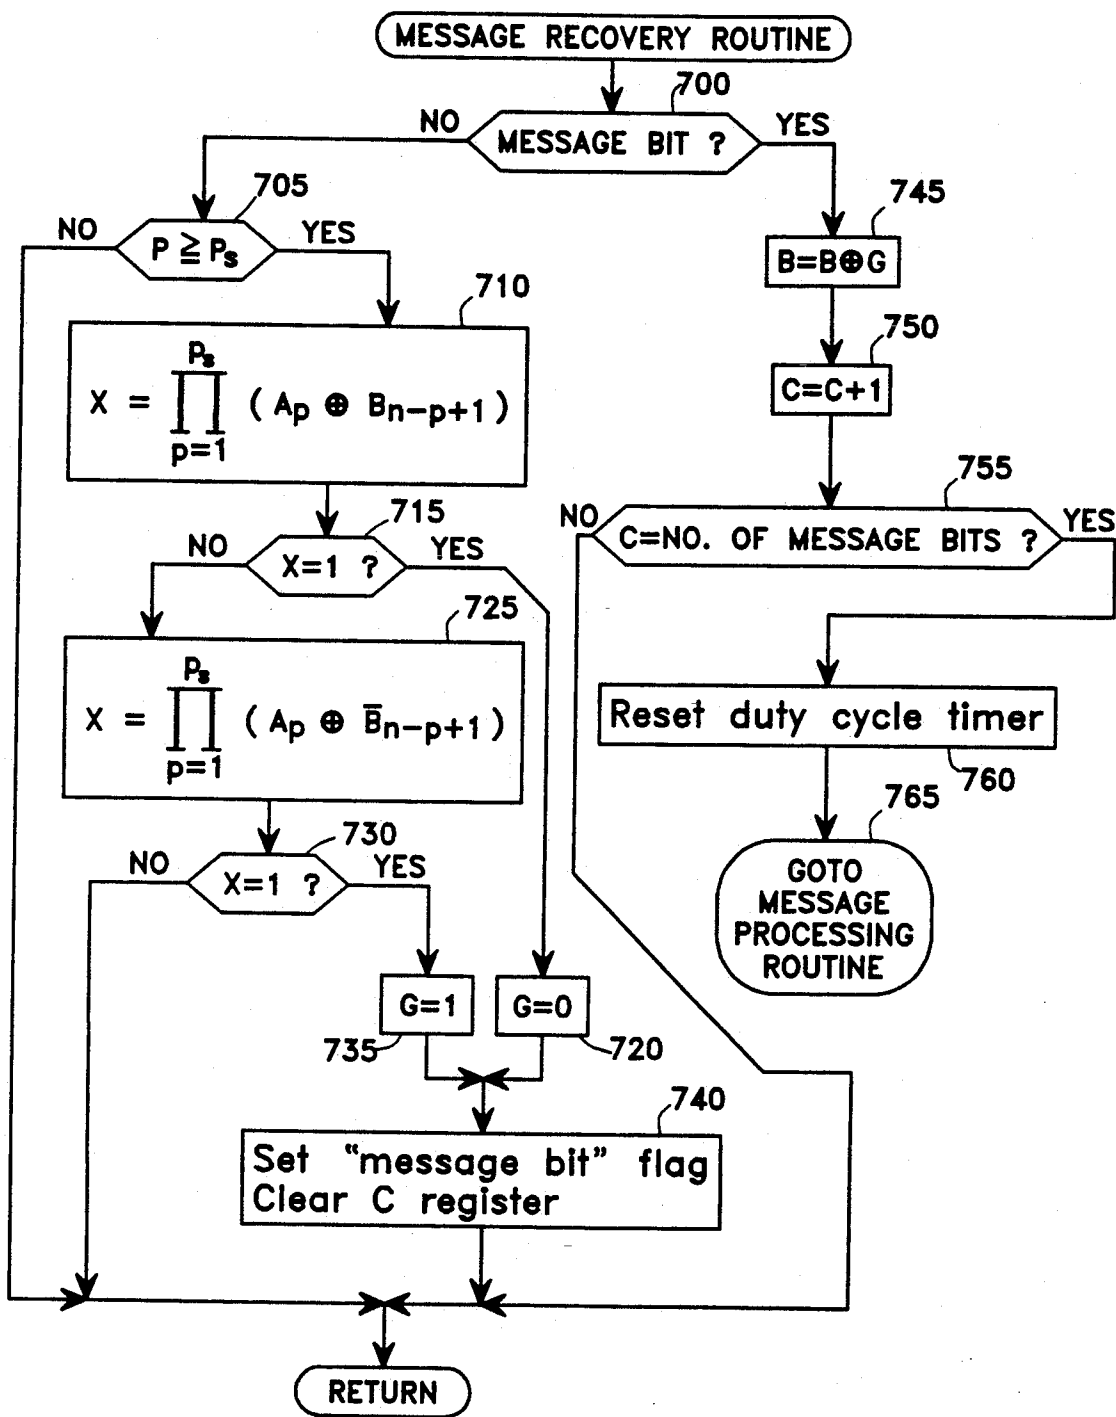 MESSAGE RECOVERY ROUTINE
700
MESSAGE BIT ?
NO
YES
705
P ≧ Ps
NO
YES
745
B=B⊕G
710
Ps
X = ∏ ( Ap ⊕ Bn-p+1 )
p=1
750
C=C+1
715
X=1 ?
NO
YES
755
C=NO. OF MESSAGE BITS ?
NO
YES
725
Ps
X = ∏ ( Ap ⊕ B̅n-p+1 )
p=1
Reset duty cycle timer
760
730
X=1 ?
NO
YES
765
GOTO
MESSAGE
PROCESSING
ROUTINE
G=1
735
G=0
720
740
Set “message bit” flag
Clear C register
RETURN